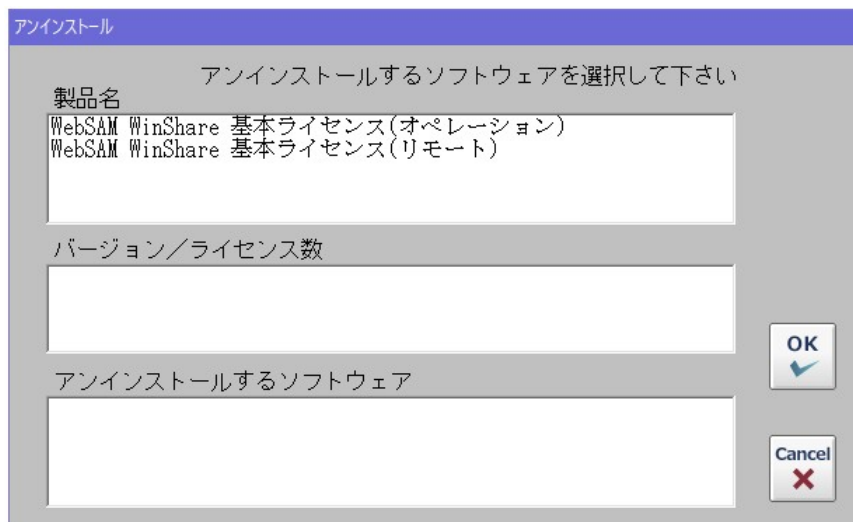 アンインストール
アンインストールするソフトウェアを選択して下さい
製品名
WebSAM WinShare 基本ライセンス(オペレーション)
WebSAM WinShare 基本ライセンス(リモート)
バージョン／ライセンス数
アンインストールするソフトウェア
OK
Cancel